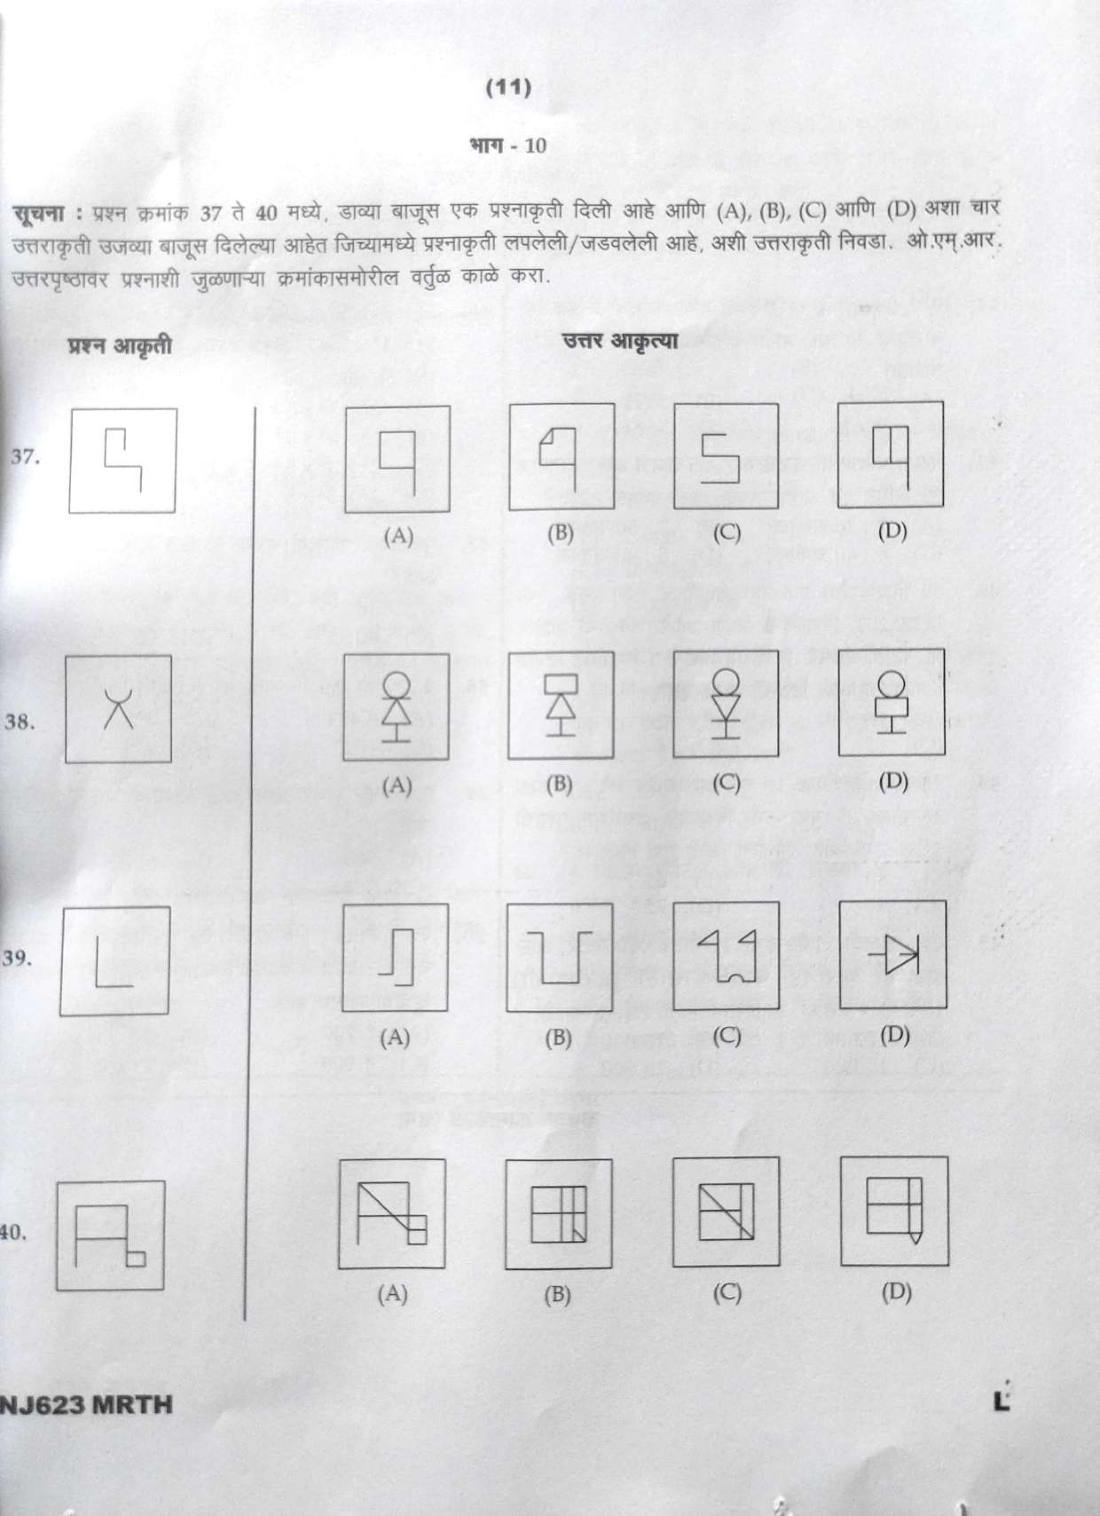 (11)
भाग - 10
सूचना : प्रश्न क्रमांक 37 ते 40 मध्ये, डाव्या बाजूस एक प्रश्नाकृती दिली आहे आणि (A), (B), (C) आणि (D) अशा चार
उत्तराकृती उजव्या बाजूस दिलेल्या आहेत जिच्यामध्ये प्रश्नाकृती लपलेली/जडवलेली आहे, अशी उत्तराकृती निवडा. ओ.एम्.आर.
उत्तरपृष्ठावर प्रश्नाशी जुळणाऱ्या क्रमांकासमोरील वर्तुळ काळे करा.
प्रश्न आकृती उत्तर आकृत्या
37.
(A) (B) (C) (D)
38.
(A) (B) (C) (D)
39.
(A) (B) (C) (D)
40.
(A) (B) (C) (D)
NJ623 MRTH L